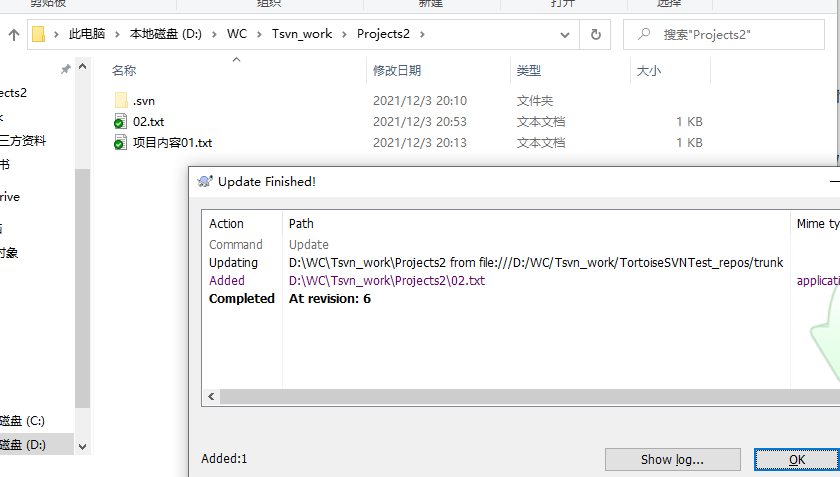 剪贴板 组织 新建 打开 选择
此电脑 本地磁盘 (D:) WC Tsvn_work Projects2 搜索"Projects2"
名称 修改日期 类型 大小
ects2
.svn 2021/12/3 20:10 文件夹
02.txt 2021/12/3 20:53 文本文档 1 KB
三方资料 项目内容01.txt 2021/12/3 20:13 文本文档 1 KB
书
rive
对象
Update Finished!
Action Path Mime ty
Command Update
Updating D:\WC\Tsvn_work\Projects2 from file:///D:/WC/Tsvn_work/TortoiseSVNTest_repos/trunk
Added D:\WC\Tsvn_work\Projects2\02.txt applicati
Completed At revision: 6
磁盘 (C:)
磁盘 (D:)
Added:1 Show log... OK